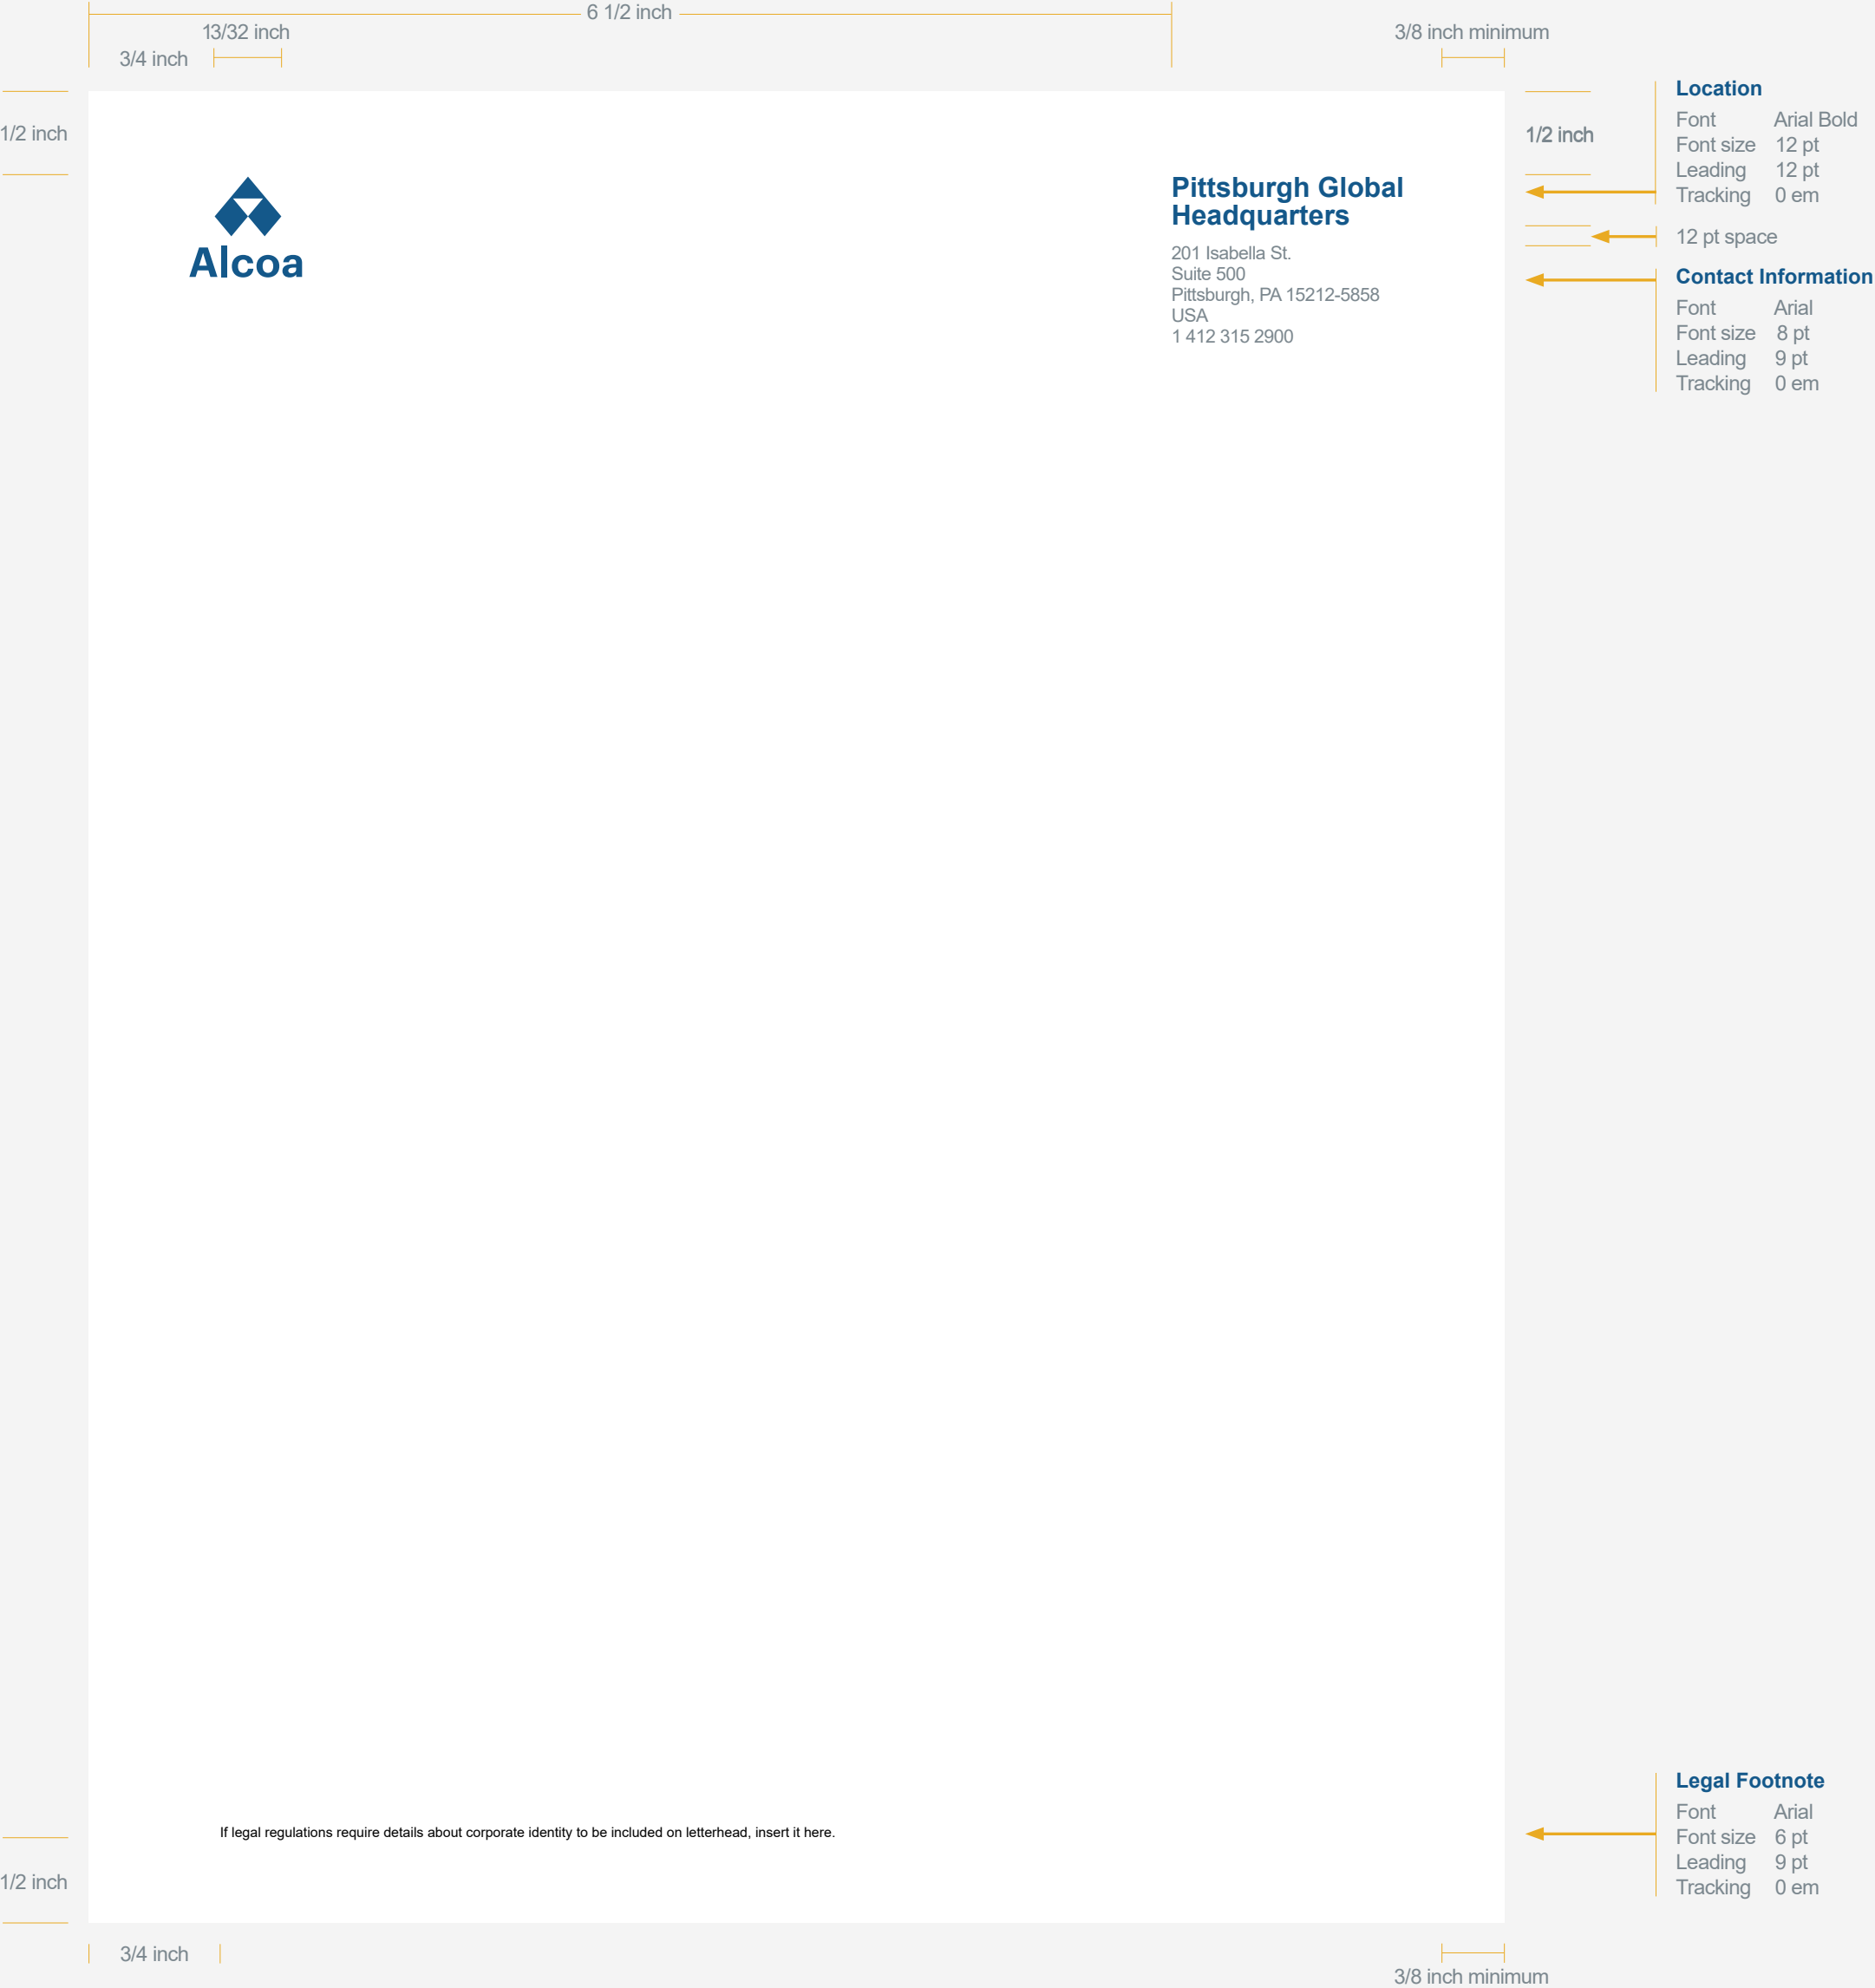 6 1/2 inch
13/32 inch
3/8 inch minimum
3/4 inch
1/2 inch
1/2 inch
Alcoa
Pittsburgh Global
Headquarters
201 Isabella St.
Suite 500
Pittsburgh, PA 15212-5858
USA
1 412 315 2900
Location
Font Arial Bold
Font size 12 pt
Leading 12 pt
Tracking 0 em
12 pt space
Contact Information
Font Arial
Font size 8 pt
Leading 9 pt
Tracking 0 em
If legal regulations require details about corporate identity to be included on letterhead, insert it here.
Legal Footnote
Font Arial
Font size 6 pt
Leading 9 pt
Tracking 0 em
1/2 inch
3/4 inch
3/8 inch minimum